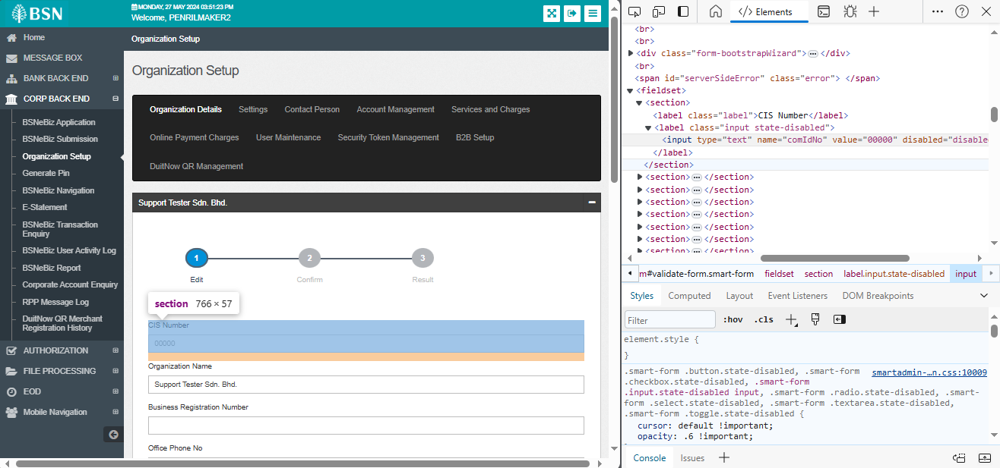 BSN
MONDAY, 27 MAY 2024 03:51:23 PM
Welcome, PENRILMAKER2
Home
MESSAGE BOX
BANK BACK END
CORP BACK END
BSNeBiz Application
BSNeBiz Submission
Organization Setup
Generate Pin
BSNeBiz Navigation
E-Statement
BSNeBiz Transaction
Enquiry
BSNeBiz User Activity Log
BSNeBiz Report
Corporate Account Enquiry
RPP Message Log
DuitNow QR Merchant
Registration History
AUTHORIZATION
FILE PROCESSING
EOD
Mobile Navigation
Organization Setup
Organization Setup
Organization Details Settings Contact Person Account Management Services and Charges
Online Payment Charges User Maintenance Security Token Management B2B Setup
DuitNow QR Management
Support Tester Sdn. Bhd.
1 2 3
Edit Confirm Result
section 766 × 57
CIS Number
00000
Organization Name
Support Tester Sdn. Bhd.
Business Registration Number
Office Phone No
</> Elements
<br>
<br>
<div class="form-bootstrapWizard"> … </div>
<br>
<span id="serverSideError" class="error"> </span>
<fieldset>
<section>
<label class="label">CIS Number</label>
<label class="input state-disabled">
<input type="text" name="comIdNo" value="00000" disabled="disable
</label>
</section>
<section> … </section>
<section> … </section>
<section> … </section>
<section> … </section>
<section> … </section>
<section> … </section>
<section> … </section>
m#validate-form.smart-form fieldset section label.input.state-disabled input
Styles Computed Layout Event Listeners DOM Breakpoints
Filter :hov .cls
element.style {
}
.smart-form .button.state-disabled, .smart-form smartadmin-…n.css:10009
.checkbox.state-disabled, .smart-form
.input.state-disabled input, .smart-form .radio.state-disabled, .smart-
form .select.state-disabled, .smart-form .textarea.state-disabled,
.smart-form .toggle.state-disabled {
cursor: default !important;
opacity: .6 !important;
Console Issues